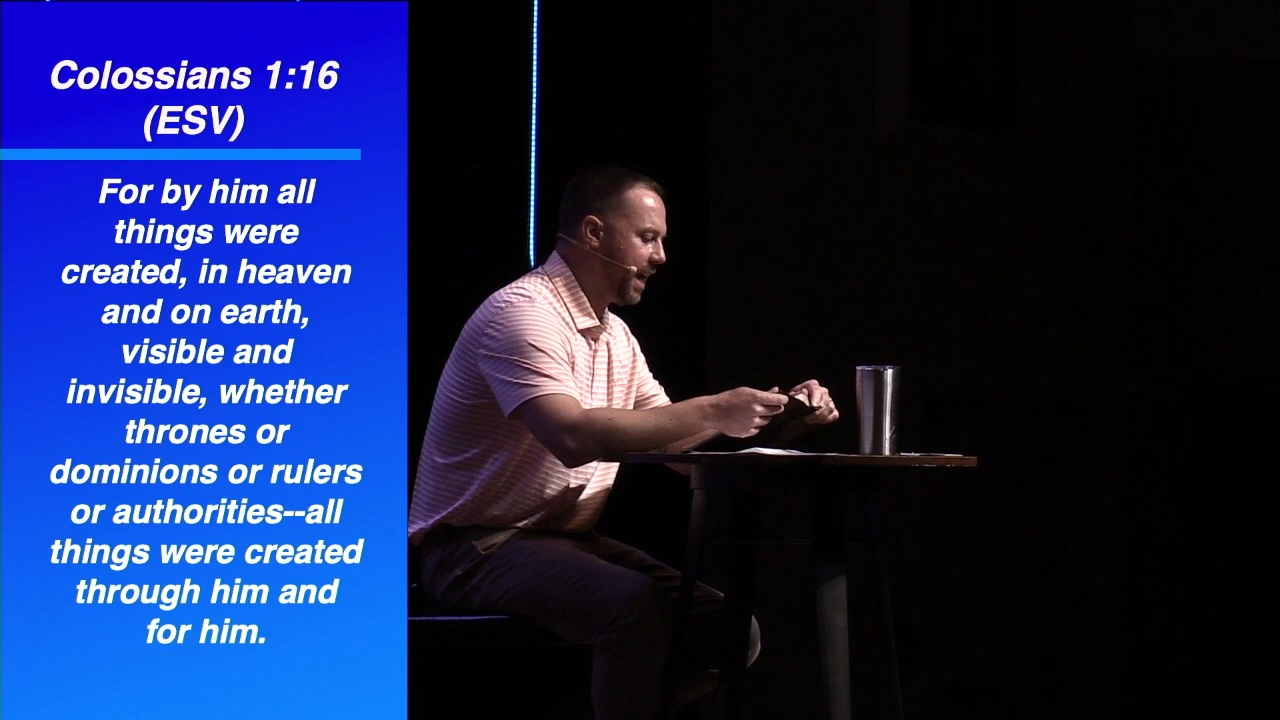 Colossians 1:16
(ESV)
For by him all
things were
created, in heaven
and on earth,
visible and
invisible, whether
thrones or
dominions or rulers
or authorities--all
things were created
through him and
for him.